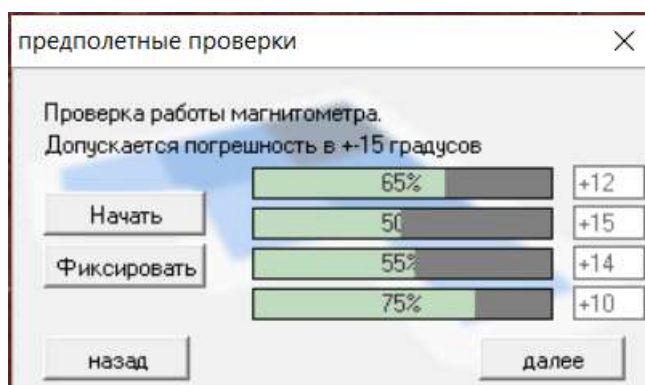 предполетные проверки
Проверка работы магнитометра.
Допускается погрешность в +-15 градусов
65% +12
Начать
50 +15
Фиксировать
55% +14
75% +10
назад
далее